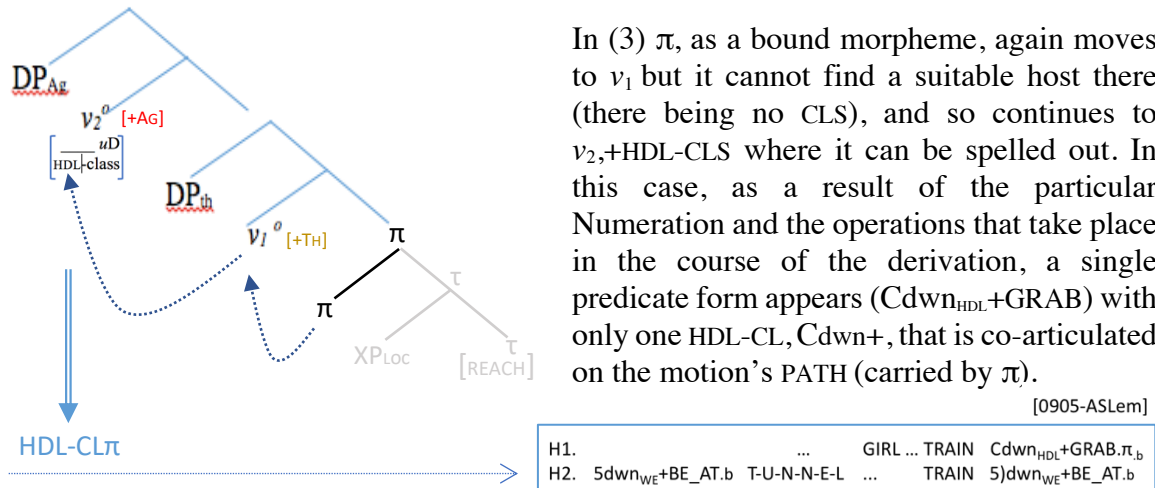 DPAg
v2o [+AG]
[ ___ uD
HDL-class]
DPth
v1 o [+TH]
π
π
τ
XPLOC
τ
[REACH]
HDL-CLπ
In (3) π, as a bound morpheme, again moves
to v1 but it cannot find a suitable host there
(there being no CLS), and so continues to
v2,+HDL-CLS where it can be spelled out. In
this case, as a result of the particular
Numeration and the operations that take place
in the course of the derivation, a single
predicate form appears (CdwnHDL+GRAB) with
only one HDL-CL, Cdwn+, that is co-articulated
on the motion's PATH (carried by π).
[0905-ASLem]
H1. ... GIRL ... TRAIN CdwnHDL+GRAB.π.b
H2. 5dwnWE+BE_AT.b T-U-N-N-E-L ... TRAIN 5)dwnWE+BE_AT.b